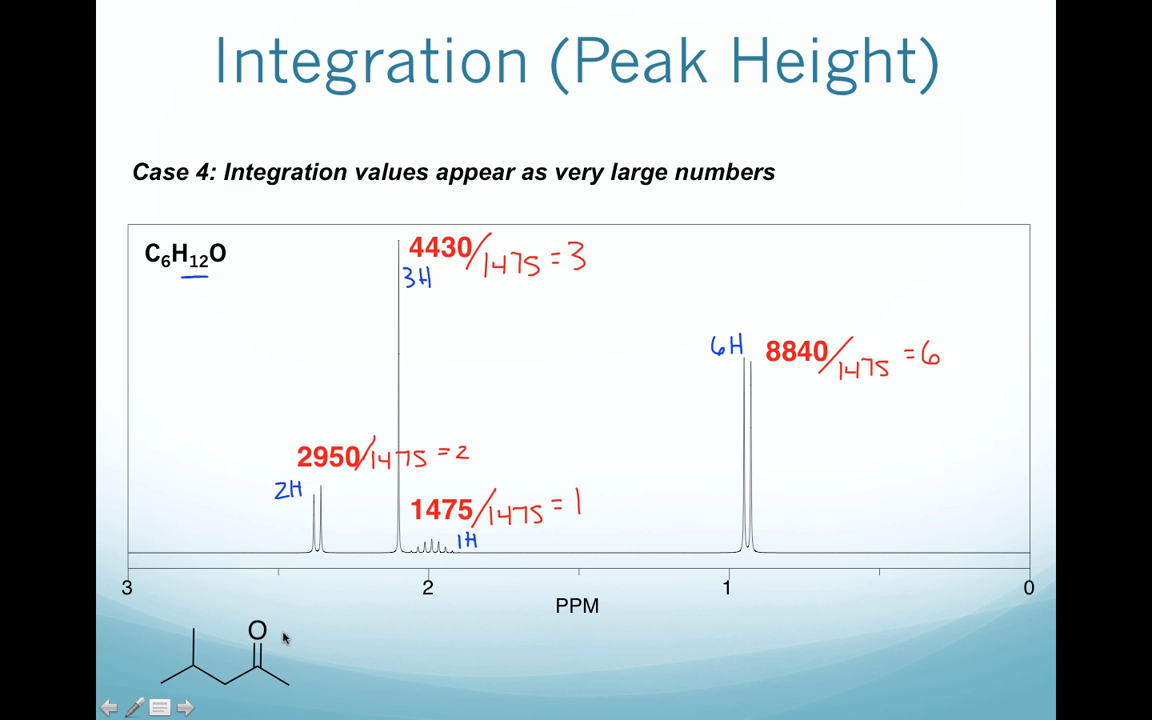 Integration (Peak Height)
Case 4: Integration values appear as very large numbers
C₆H₁₂O
4430/1475 = 3
3H
6H 8840/1475 = 6
2950/1475 = 2
2H
1475/1475 = 1
1H
3 2 1 0
PPM
O